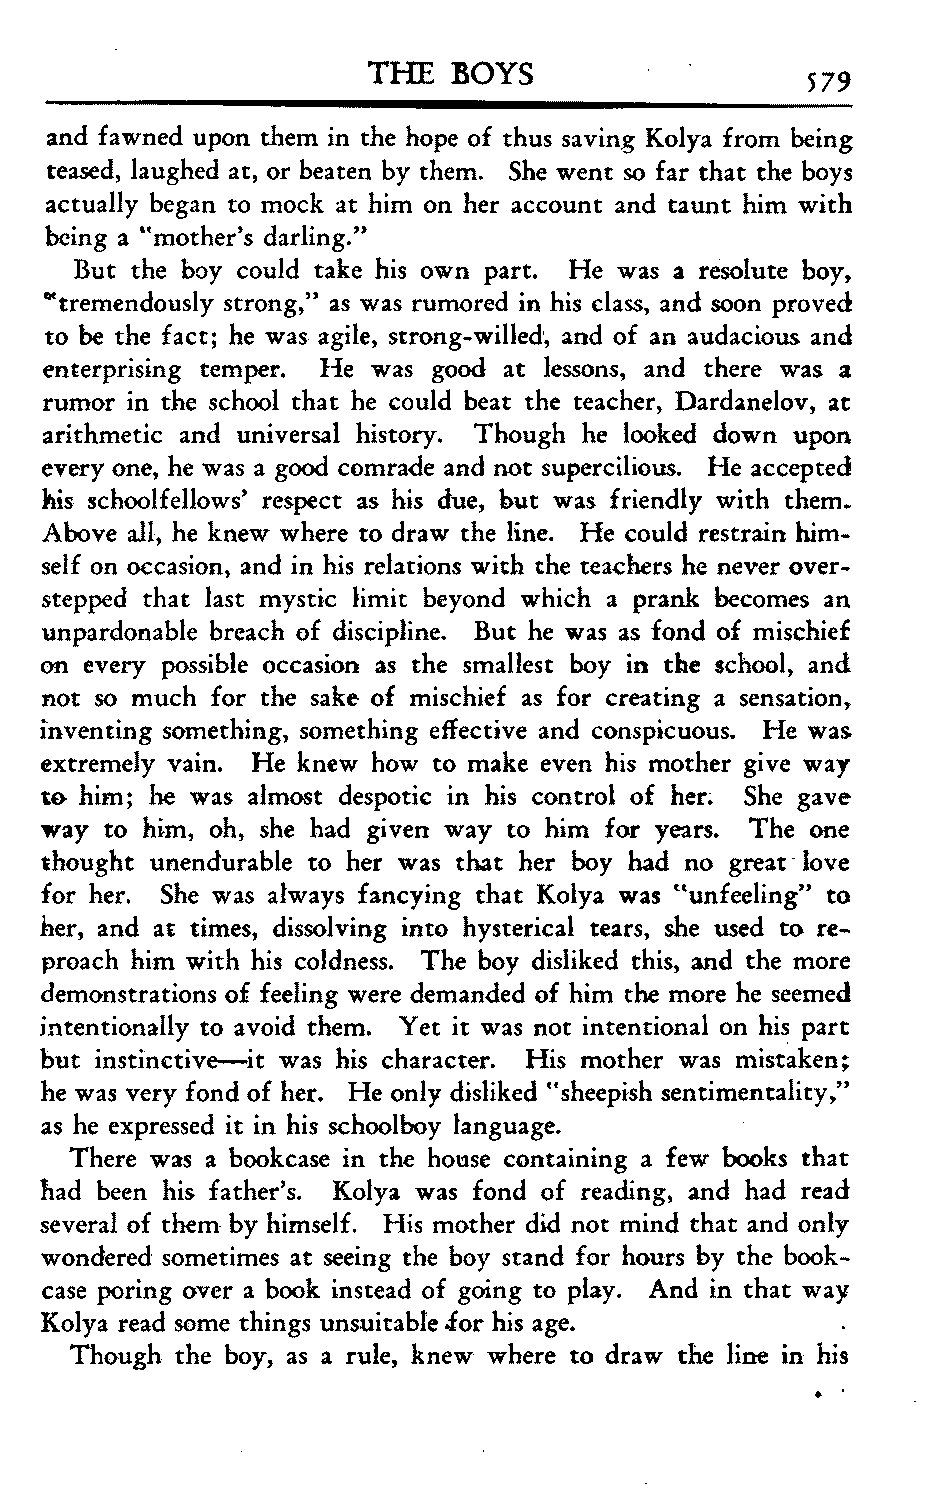 THE BOYS 579
and fawned upon them in the hope of thus saving Kolya from being
teased, laughed at, or beaten by them. She went so far that the boys
actually began to mock at him on her account and taunt him with
being a "mother's darling."
But the boy could take his own part. He was a resolute boy,
"tremendously strong," as was rumored in his class, and soon proved
to be the fact; he was agile, strong-willed, and of an audacious and
enterprising temper. He was good at lessons, and there was a
rumor in the school that he could beat the teacher, Dardanelov, at
arithmetic and universal history. Though he looked down upon
every one, he was a good comrade and not supercilious. He accepted
his schoolfellows' respect as his due, but was friendly with them.
Above all, he knew where to draw the line. He could restrain him-
self on occasion, and in his relations with the teachers he never over-
stepped that last mystic limit beyond which a prank becomes an
unpardonable breach of discipline. But he was as fond of mischief
on every possible occasion as the smallest boy in the school, and
not so much for the sake of mischief as for creating a sensation,
inventing something, something effective and conspicuous. He was
extremely vain. He knew how to make even his mother give way
to him; he was almost despotic in his control of her. She gave
way to him, oh, she had given way to him for years. The one
thought unendurable to her was that her boy had no great love
for her. She was always fancying that Kolya was "unfeeling" to
her, and at times, dissolving into hysterical tears, she used to re-
proach him with his coldness. The boy disliked this, and the more
demonstrations of feeling were demanded of him the more he seemed
intentionally to avoid them. Yet it was not intentional on his part
but instinctive—it was his character. His mother was mistaken;
he was very fond of her. He only disliked "sheepish sentimentality,"
as he expressed it in his schoolboy language.
There was a bookcase in the house containing a few books that
had been his father's. Kolya was fond of reading, and had read
several of them by himself. His mother did not mind that and only
wondered sometimes at seeing the boy stand for hours by the book-
case poring over a book instead of going to play. And in that way
Kolya read some things unsuitable for his age.
Though the boy, as a rule, knew where to draw the line in his